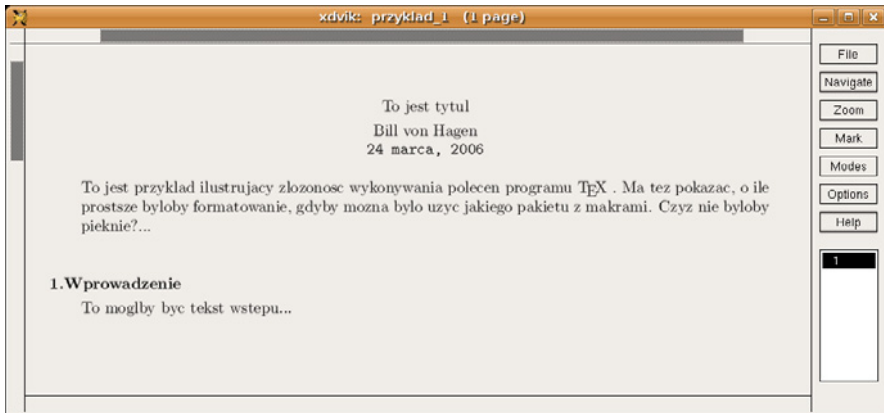 xdvik: przyklad_1 (1 page)
File
Navigate
Zoom
Mark
Modes
Options
Help
1
To jest tytul
Bill von Hagen
24 marca, 2006
To jest przyklad ilustrujacy zlozonosc wykonywania polecen programu TEX . Ma tez pokazac, o ile
prostsze byloby formatowanie, gdyby mozna bylo uzyc jakiego pakietu z makrami. Czyz nie byloby
pieknie?...
1.Wprowadzenie
To moglby byc tekst wstepu...